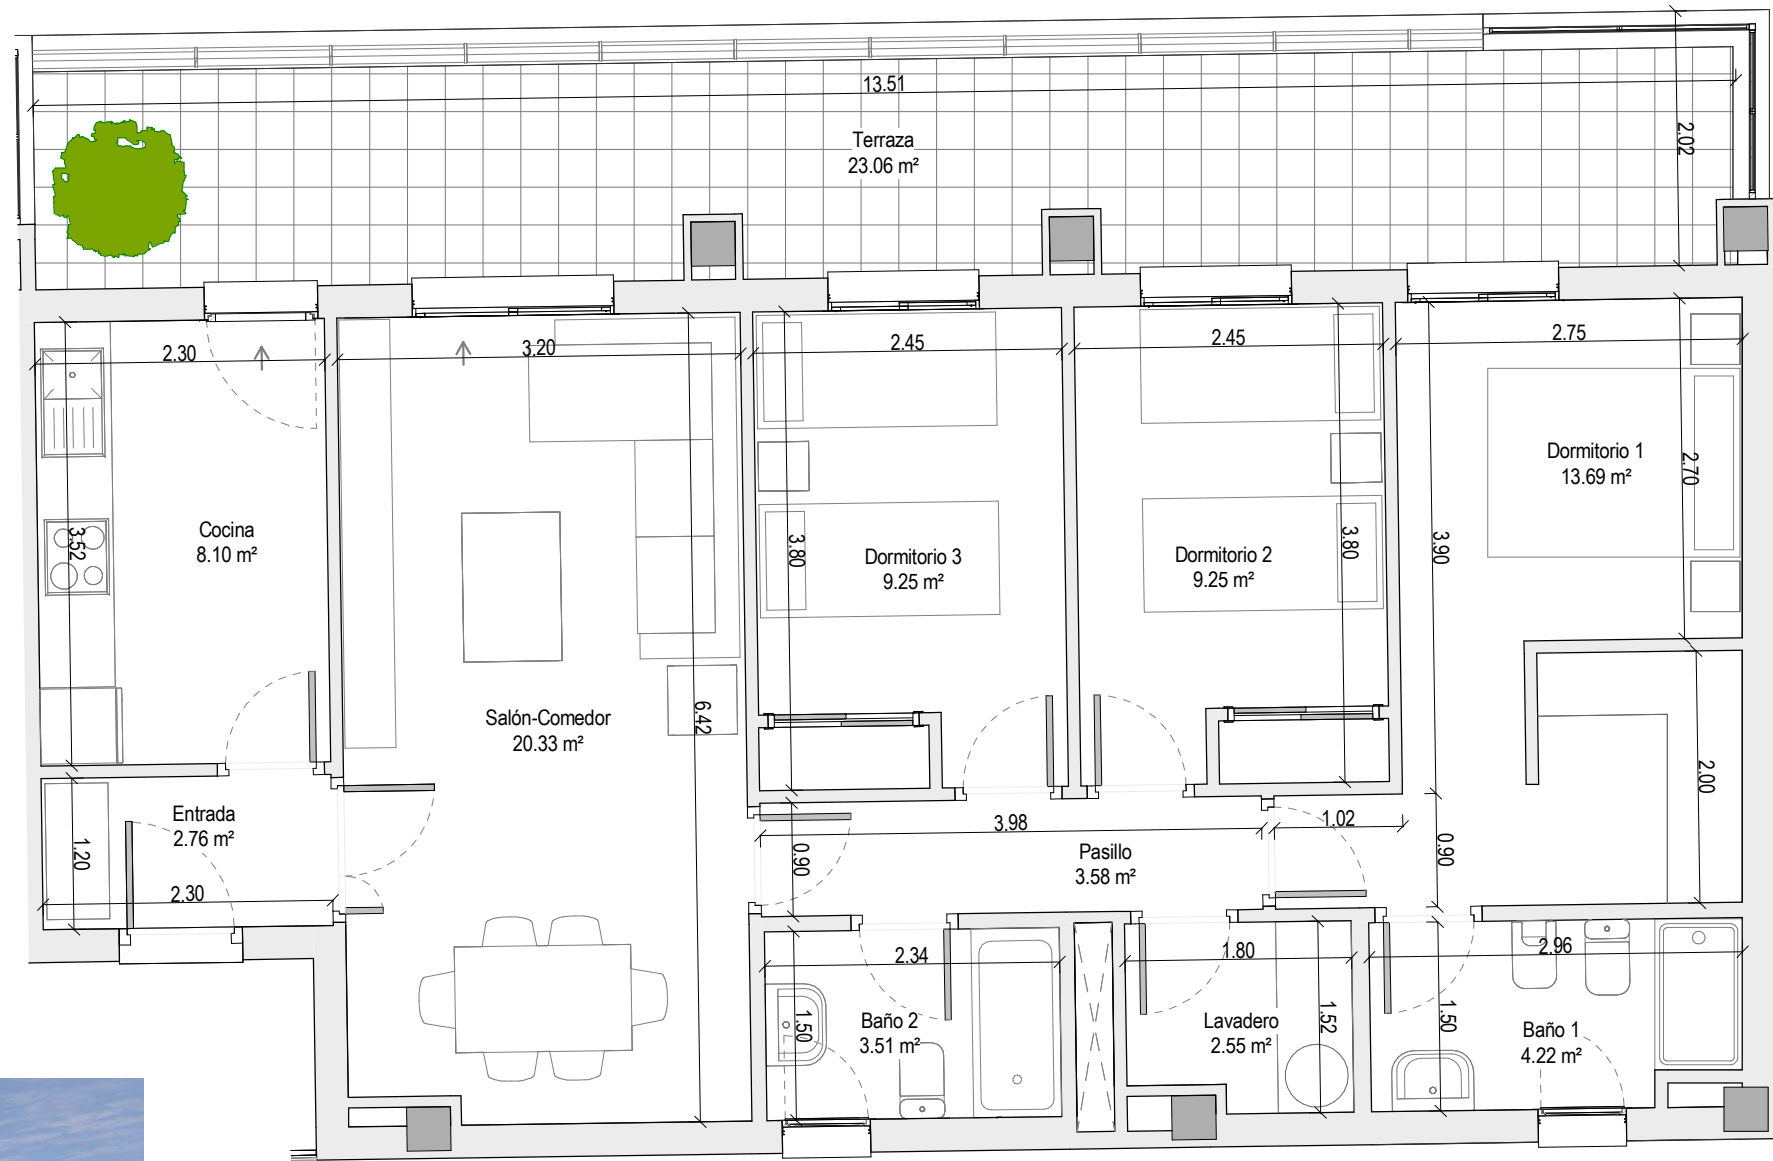 13.51
Terraza
23.06 m²
2.02
2.30
3.20
2.45
2.45
2.75
Dormitorio 1
13.69 m²
2.70
Cocina
8.10 m²
3.52
3.80
Dormitorio 3
9.25 m²
Dormitorio 2
9.25 m²
3.80
3.90
Salón-Comedor
20.33 m²
6.42
2.00
Entrada
2.76 m²
1.20
2.30
3.98
1.02
0.90
Pasillo
3.58 m²
0.90
2.34
1.80
2.96
1.50
Baño 2
3.51 m²
Lavadero
2.55 m²
1.52
1.50
Baño 1
4.22 m²